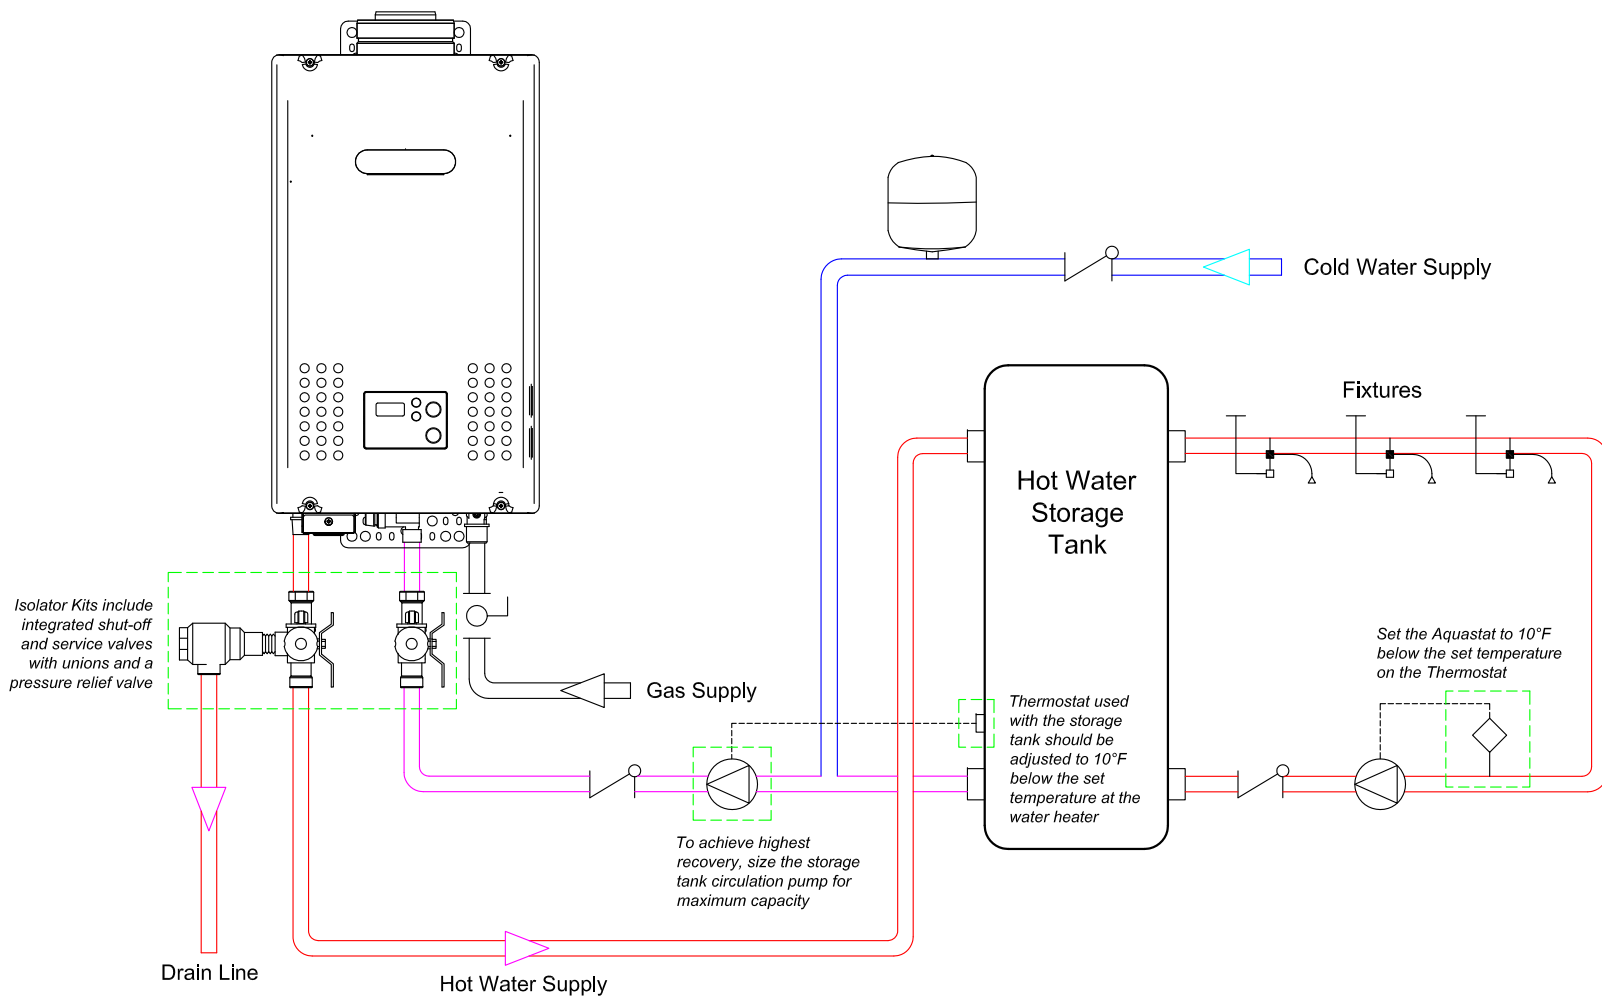 Cold Water Supply
Fixtures
Hot Water
Storage
Tank
Isolator Kits include
integrated shut-off
and service valves
with unions and a
pressure relief valve
Set the Aquastat to 10°F
below the set temperature
on the Thermostat
Gas Supply
Thermostat used
with the storage
tank should be
adjusted to 10°F
below the set
temperature at the
water heater
To achieve highest
recovery, size the storage
tank circulation pump for
maximum capacity
Drain Line
Hot Water Supply